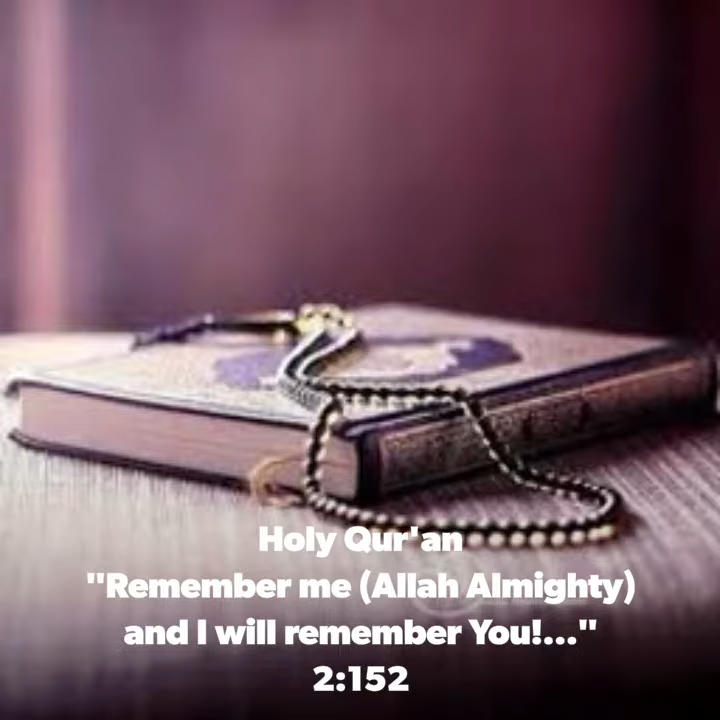 Holy Qur'an
"Remember me (Allah Almighty)
and I will remember You!..."
2:152